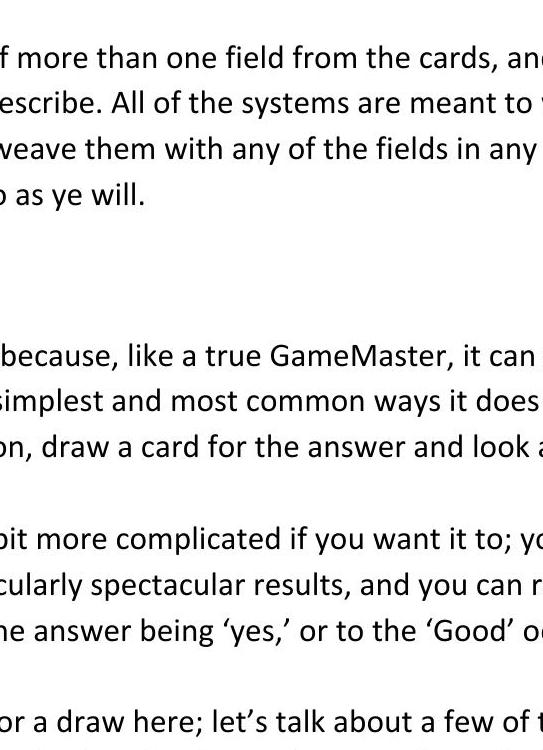 f more than one field from the cards, an
escribe. All of the systems are meant to
weave them with any of the fields in any
o as ye will.
because, like a true GameMaster, it can
simplest and most common ways it does
on, draw a card for the answer and look a
bit more complicated if you want it to; yo
cularly spectacular results, and you can r
he answer being ‘yes,’ or to the ‘Good’ o
or a draw here; let’s talk about a few of t